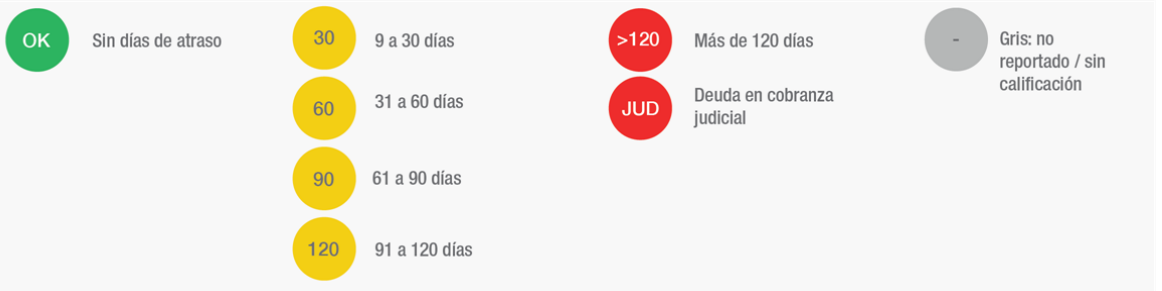 OK
Sin días de atraso
30
9 a 30 días
60
31 a 60 días
90
61 a 90 días
120
91 a 120 días
>120
Más de 120 días
JUD
Deuda en cobranza
judicial
-
Gris: no
reportado / sin
calificación